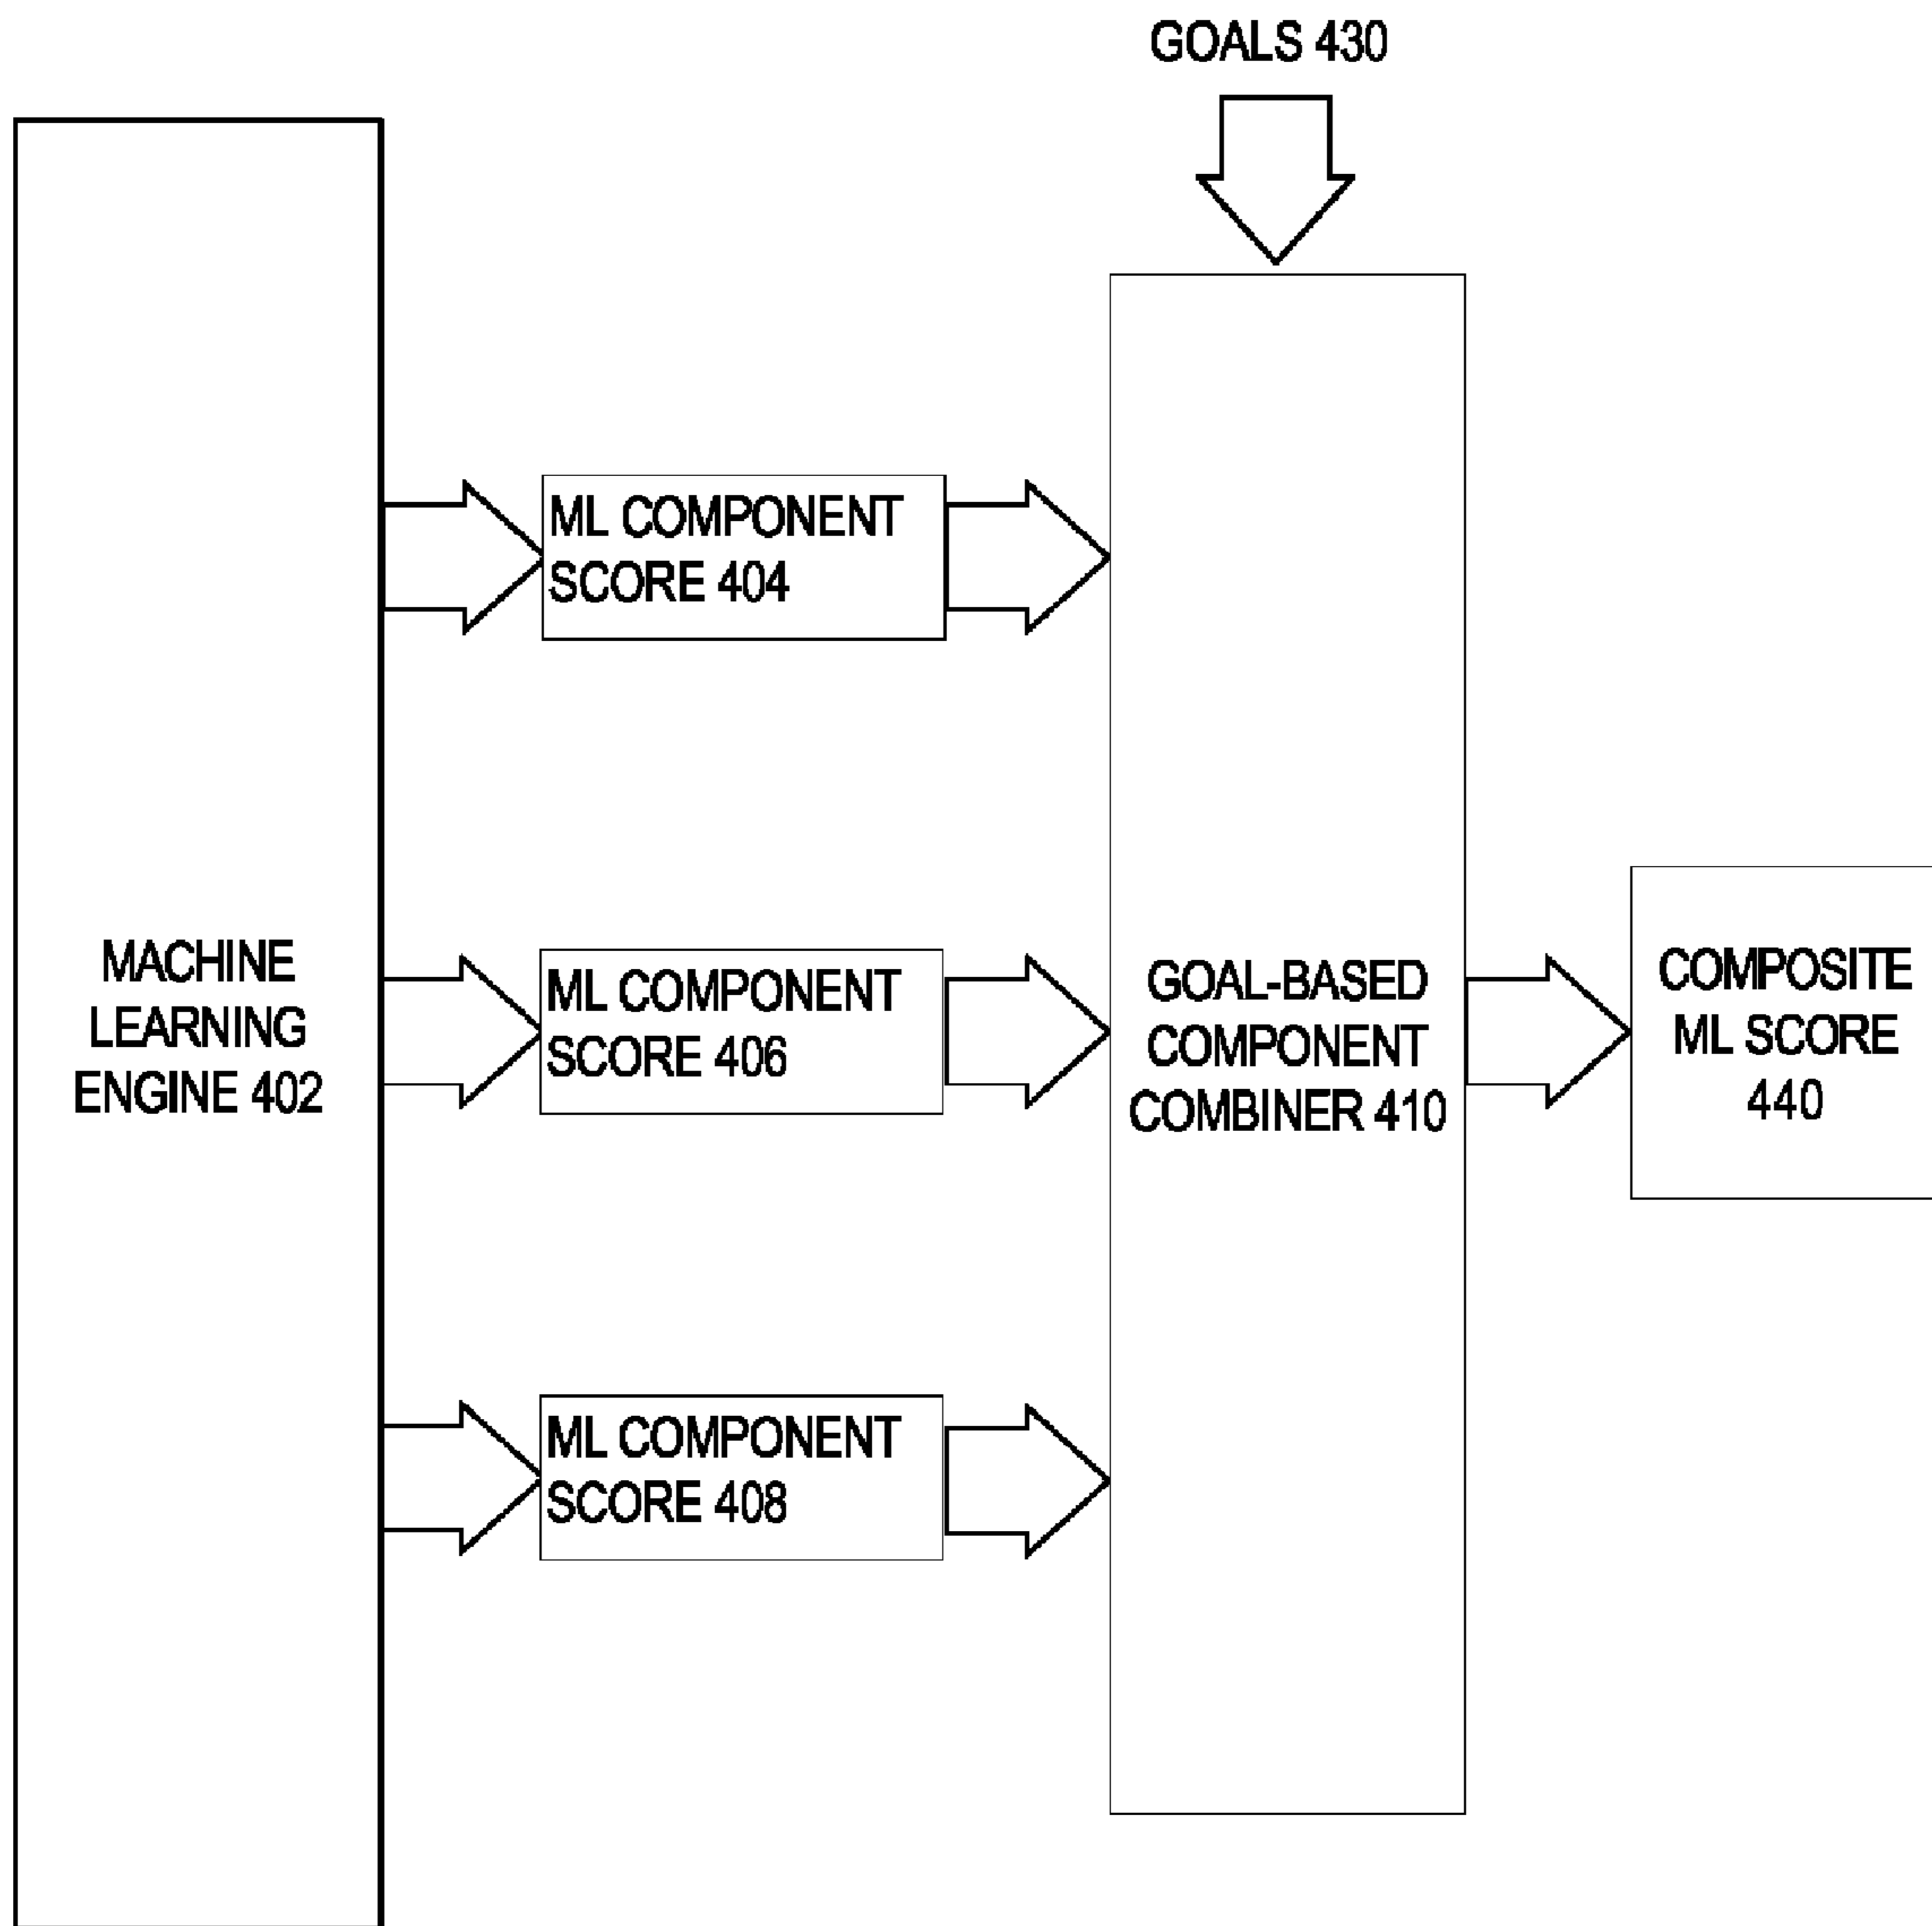 GOALS 430
MACHINE
LEARNING
ENGINE 402
ML COMPONENT
SCORE 404
ML COMPONENT
SCORE 406
ML COMPONENT
SCORE 408
GOAL-BASED
COMPONENT
COMBINER 410
COMPOSITE
ML SCORE
440